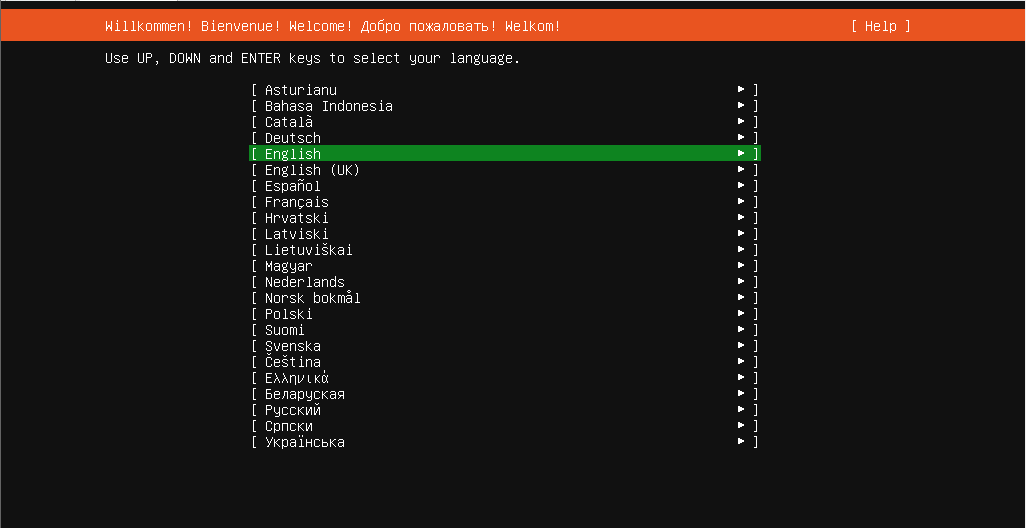 Willkommen! Bienvenue! Welcome! Добро пожаловать! Welkom! [ Help ]
Use UP, DOWN and ENTER keys to select your language.
[ Asturianu ► ]
[ Bahasa Indonesia ► ]
[ Català ► ]
[ Deutsch ► ]
[ English ► ]
[ English (UK) ► ]
[ Español ► ]
[ Français ► ]
[ Hrvatski ► ]
[ Latviski ► ]
[ Lietuviškai ► ]
[ Magyar ► ]
[ Nederlands ► ]
[ Norsk bokmål ► ]
[ Polski ► ]
[ Suomi ► ]
[ Svenska ► ]
[ Čeština ► ]
[ Ελληνικά ► ]
[ Беларуская ► ]
[ Русский ► ]
[ Српски ► ]
[ Українська ► ]